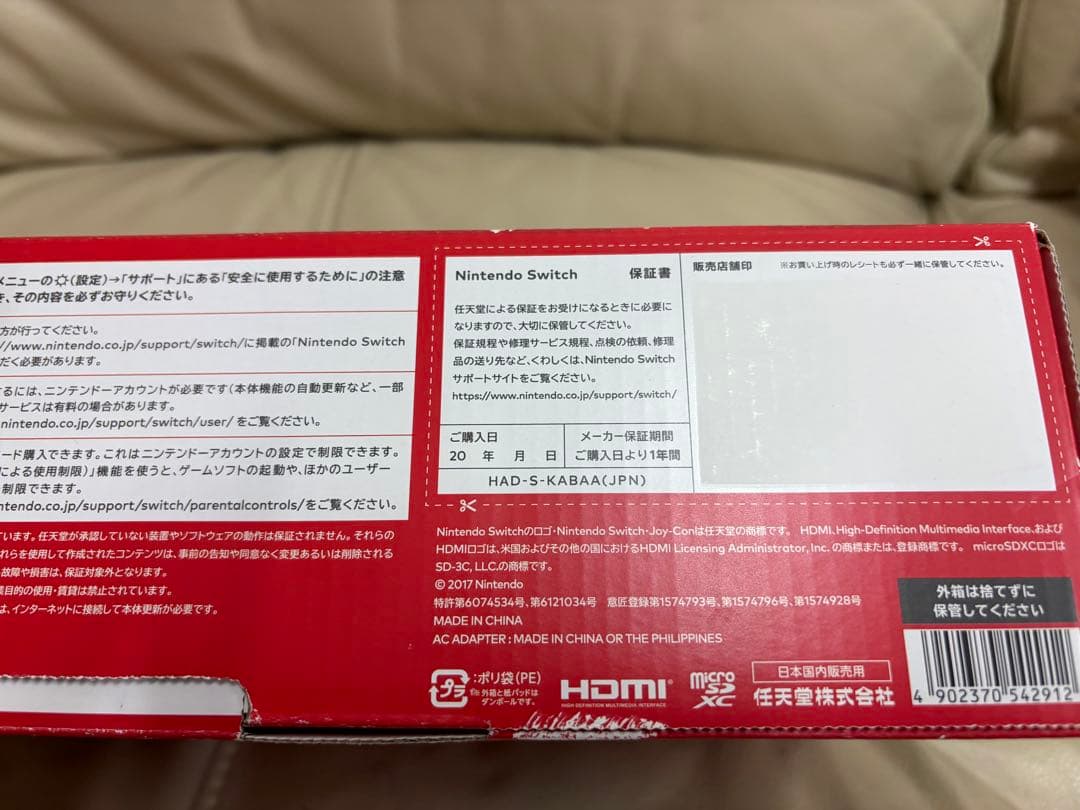 メニューの(設定)→「サポート」にある「安全に使用するために」の注意
き、その内容を必ずお守りください。
方が行ってください。
//www.nintendo.co.jp/support/switch/に掲載の「Nintendo Switch
だく必要があります。
するには、ニンテンドーアカウントが必要です(本体機能の自動更新など、一部
サービスは有料の場合があります。
nintendo.co.jp/support/switch/user/ をご覧ください。
ード購入できます。これはニンテンドーアカウントの設定で制限できます。
による使用制限)」機能を使うと、ゲームソフトの起動や、ほかのユーザー
制限できます。
ntendo.co.jp/support/switch/parentalcontrols/をご覧ください。
ています。任天堂が承認していない装置やソフトウェアの動作は保証されません。それらの
れらを使用して作成されたコンテンツは、事前の告知や同意なく変更あるいは削除される
故障や損害は、保証対象外となります。
業目的の使用・賃貸は禁止されています。
は、インターネットに接続して本体更新が必要です。
Nintendo Switch 保証書
任天堂による保証をお受けになるときに必要に
なりますので、大切に保管してください。
保証規程や修理サービス規程、点検の依頼、修理
品の送り先など、くわしくは、Nintendo Switch
サポートサイトをご覧ください。
https://www.nintendo.co.jp/support/switch/
ご購入日
20 年 月 日
メーカー保証期間
ご購入日より1年間
HAD-S-KABAA(JPN)
販売店舗印 ※お買い上げ時のレシートも必ず一緒に保管してください。
Nintendo Switchのロゴ・Nintendo Switch・Joy-Conは任天堂の商標です。 HDMI、High-Definition Multimedia Interface、および
HDMIロゴは、米国およびその他の国におけるHDMI Licensing Administrator, Inc. の商標または、登録商標です。 microSDXCロゴは
SD-3C, LLC.の商標です。
© 2017 Nintendo
特許第6074534号、第6121034号 意匠登録第1574793号、第1574796号、第1574928号
MADE IN CHINA
AC ADAPTER : MADE IN CHINA OR THE PHILIPPINES
外箱は捨てずに
保管してください
プラ
:ポリ袋(PE)
外箱と紙パッドは
ダンボールです。
HDMI
HIGH DEFINITION MULTIMEDIA INTERFACE
micro
SD
XC
日本国内販売用
任天堂株式会社
4 902370 542912